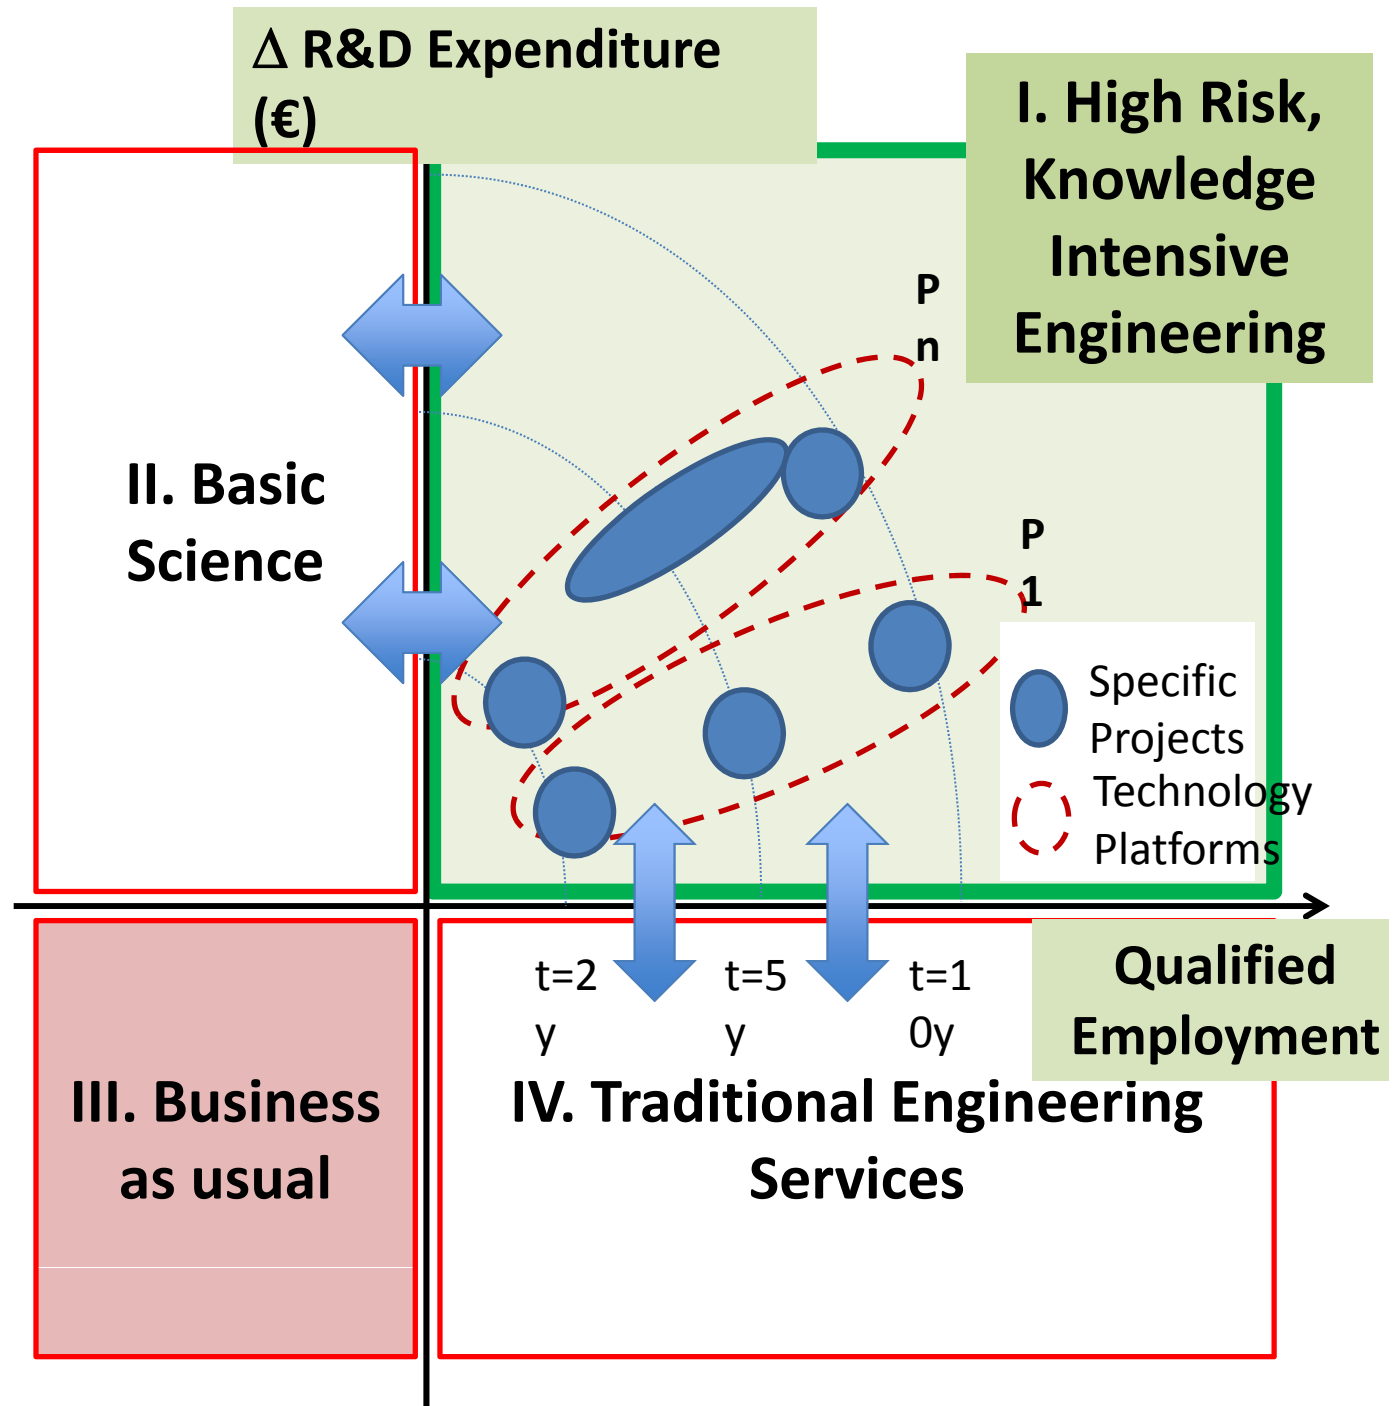 Δ R&D Expenditure
(€)
I. High Risk,
Knowledge
Intensive
Engineering
P
n
II. Basic
Science
P
1
Specific
Projects
Technology
Platforms
t=2
y
t=5
y
t=1
0y
Qualified
Employment
III. Business
as usual
IV. Traditional Engineering
Services